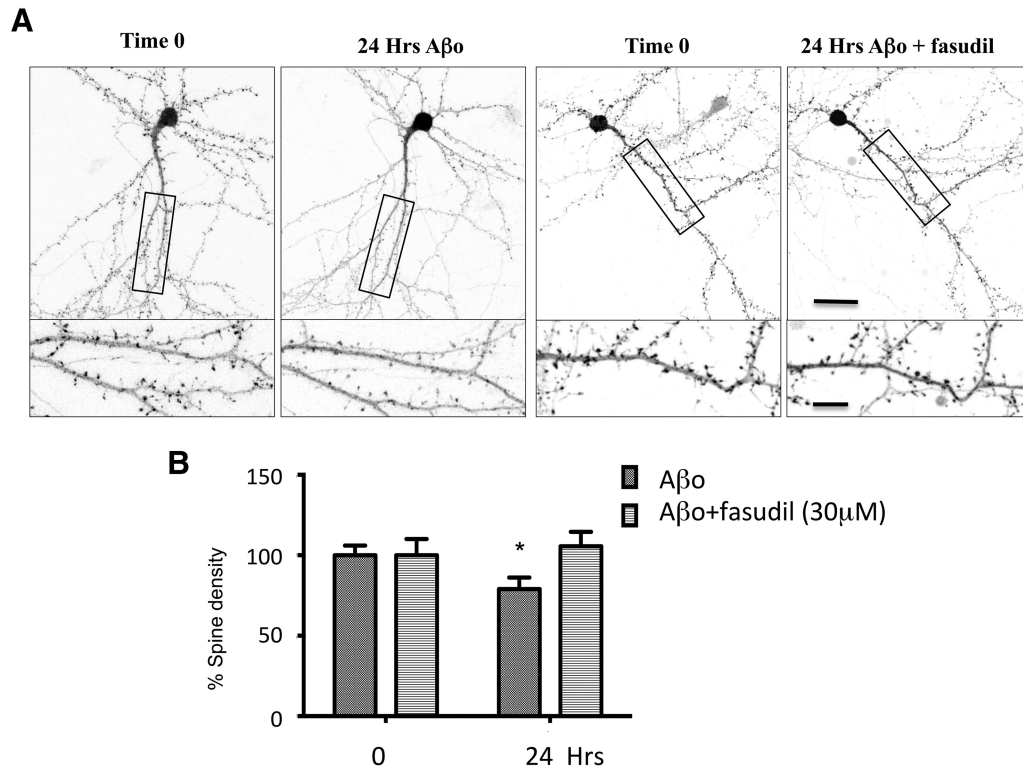 A
Time 0
24 Hrs Aβo
Time 0
24 Hrs Aβo + fasudil
B
150
100
50
0
% Spine density
*
Aβo
Aβo+fasudil (30μM)
0
24 Hrs